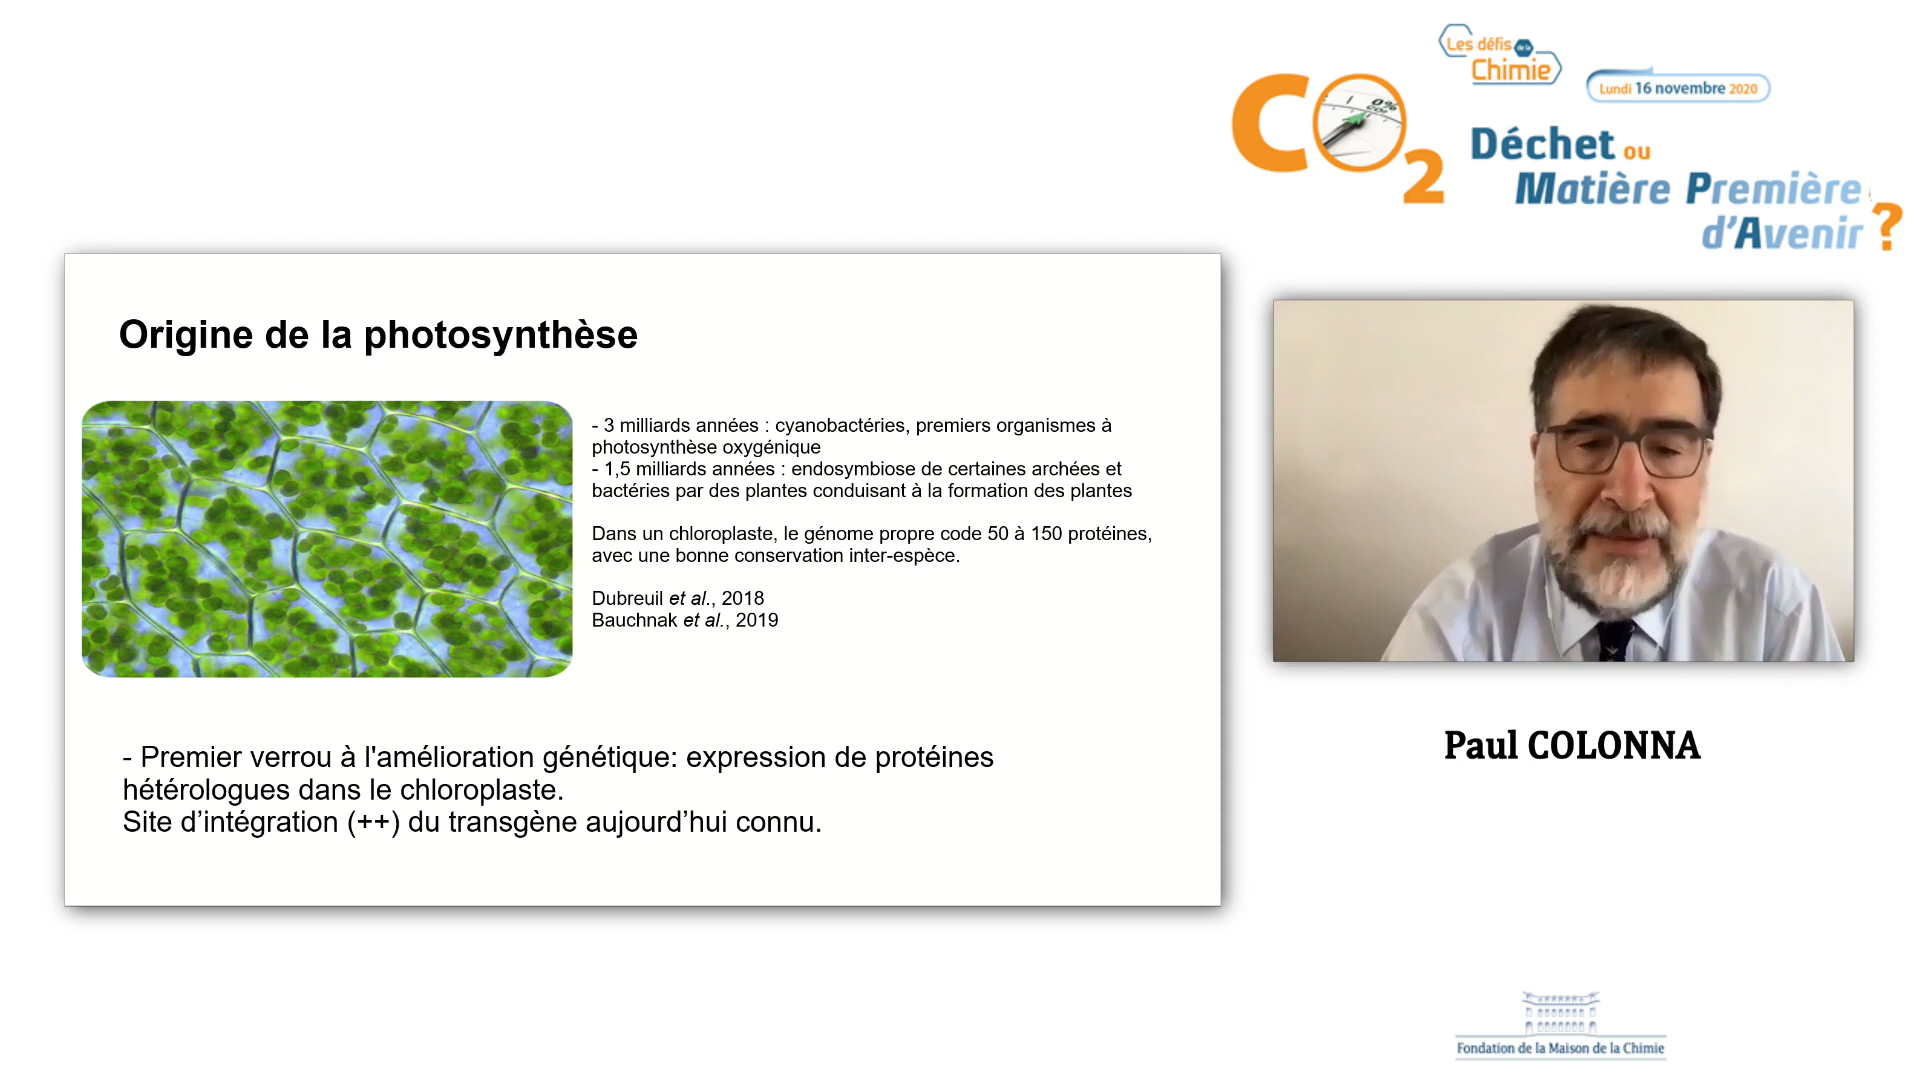 Les défis de la
Chimie
Lundi 16 novembre 2020
0%
CO2
CO2
Déchet ou
Matière Première
d'Avenir ?
Origine de la photosynthèse
- 3 milliards années : cyanobactéries, premiers organismes à
photosynthèse oxygénique
- 1,5 milliards années : endosymbiose de certaines archées et
bactéries par des plantes conduisant à la formation des plantes
Dans un chloroplaste, le génome propre code 50 à 150 protéines,
avec une bonne conservation inter-espèce.
Dubreuil et al., 2018
Bauchnak et al., 2019
- Premier verrou à l'amélioration génétique: expression de protéines
hétérologues dans le chloroplaste.
Site d’intégration (++) du transgène aujourd’hui connu.
Paul COLONNA
Fondation de la Maison de la Chimie